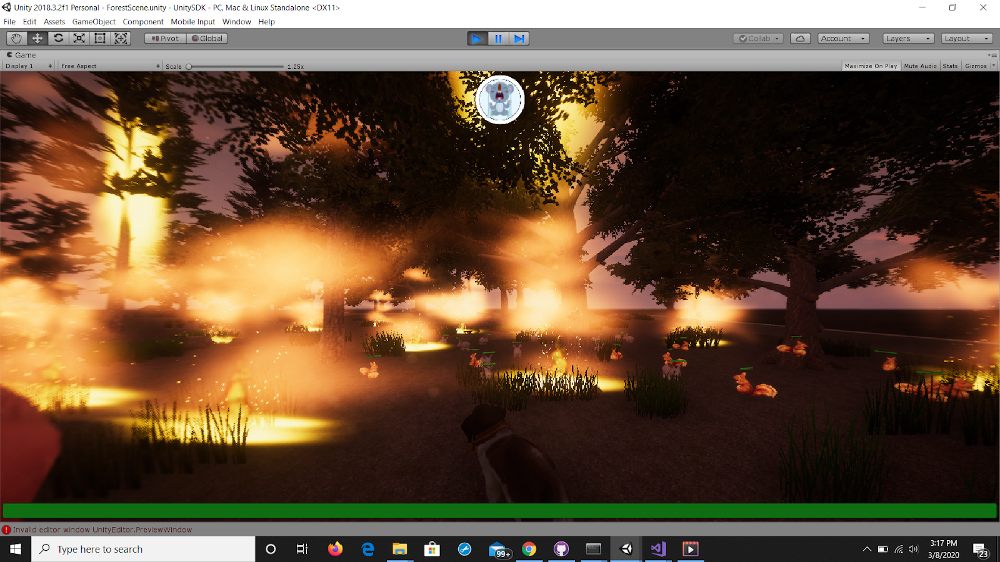 Unity 2018.3.2f1 Personal - ForestScene.unity - UnitySDK - PC, Mac & Linux Standalone <DX11>
File Edit Assets GameObject Component Mobile Input Window Help
Pivot Global Collab Account Layers Layout
Game
Display 1 Free Aspect Scale 1.25x Maximize On Play Mute Audio Stats Gizmos
Invalid editor window UnityEditor.PreviewWindow
Type here to search
99+
3:17 PM
3/8/2020
23